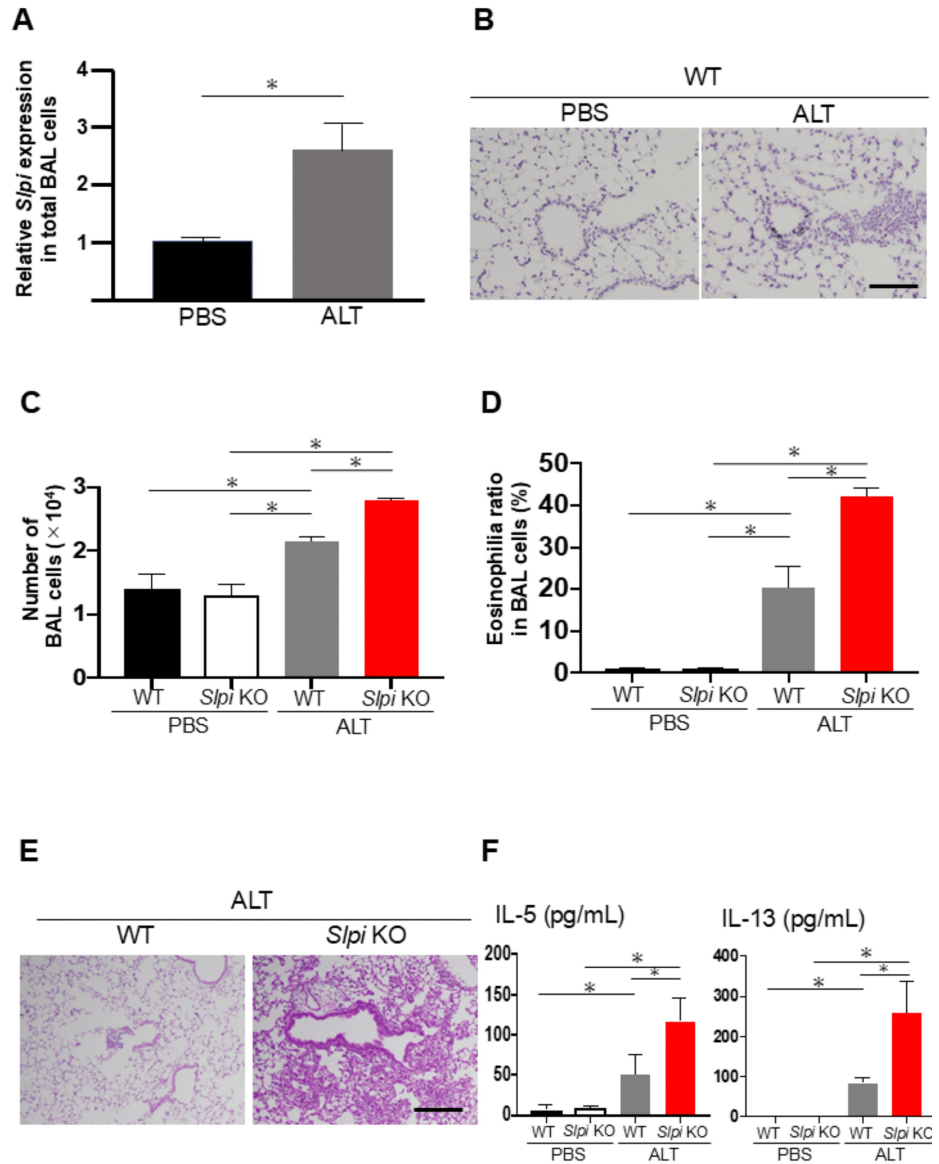 A
Relative Slpi expression
in total BAL cells
4
3
2
1
*
PBS
ALT
B
WT
PBS
ALT
C
Number of
BAL cells (×10⁴)
3
2
1
0
*
*
*
*
WT
Slpi KO
WT
Slpi KO
PBS
ALT
D
Eosinophilia ratio
in BAL cells (%)
50
40
30
20
10
0
*
*
*
*
WT
Slpi KO
WT
Slpi KO
PBS
ALT
E
ALT
WT
Slpi KO
F
IL-5 (pg/mL)
200
150
100
50
0
*
*
*
WT
Slpi KO
WT
Slpi KO
PBS
ALT
IL-13 (pg/mL)
400
300
200
100
0
*
*
*
WT
Slpi KO
WT
Slpi KO
PBS
ALT